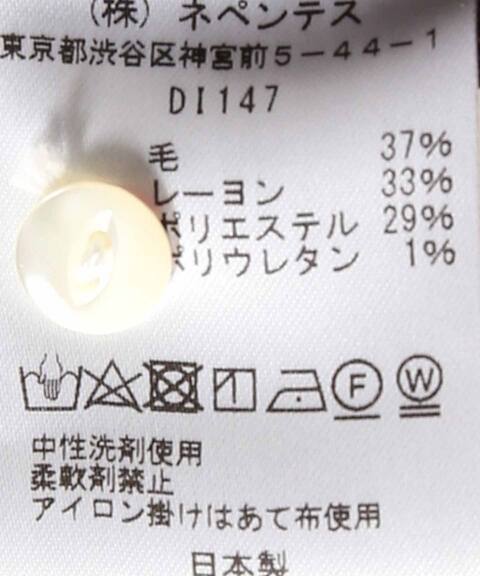 (株) ネペンテス
東京都渋谷区神宮前5-44-1
DI147
毛 37%
レーヨン 33%
ポリエステル 29%
ポリウレタン 1%
F W
中性洗剤使用
柔軟剤禁止
アイロン掛けはあて布使用
日本製